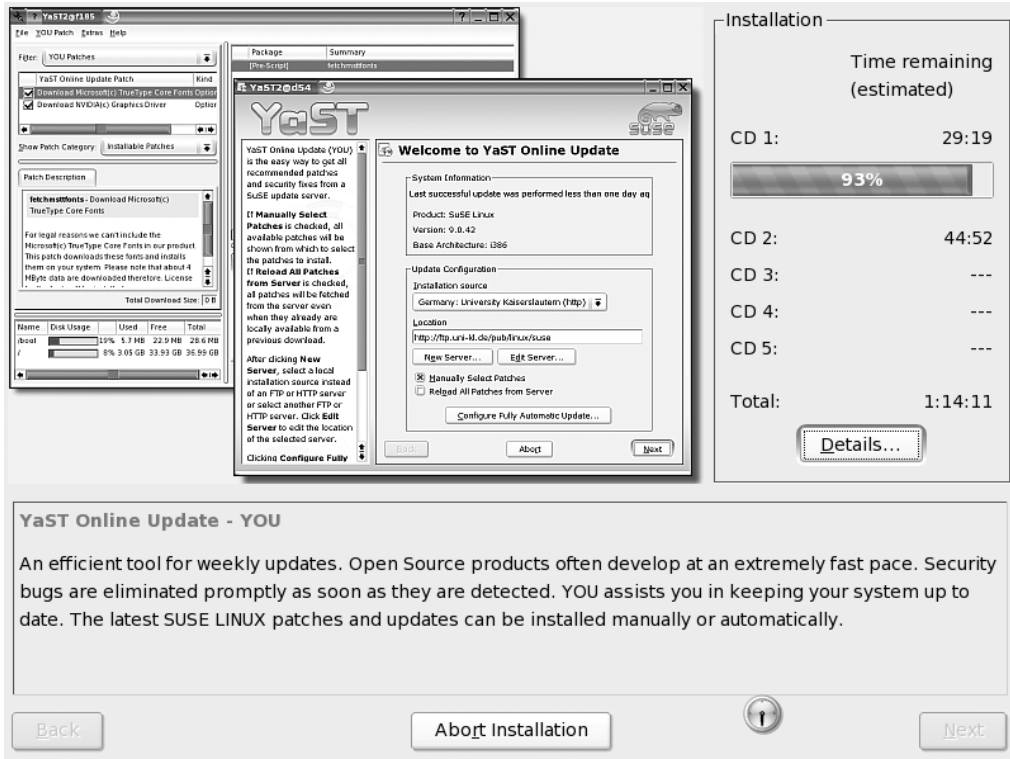 YaST2@f185
File YOU Patch Extras Help
Filter: YOU Patches
YaST Online Update Patch Kind
Download Microsoft(c) TrueType Core Fonts Option
Download NVIDIA(c) Graphics Driver Option
Show Patch Category: Installable Patches
Patch Description
fetchmsttfonts - Download Microsoft(c)
TrueType Core Fonts
For legal reasons we can't include the
Microsoft(c) TrueType Core Fonts in our product.
This patch downloads these fonts and installs
them on your system. Please note that about 4
MByte data are downloaded therefore. License
Total Download Size: 0 B
Name Disk Usage Used Free Total
/boot 19% 5.7 MB 22.9 MB 28.6 MB
/ 8% 3.05 GB 33.93 GB 36.99 GB
Package Summary
[Pre-Script] fetchmsttfonts
YaST2@d54
YaST
SUSE
YaST Online Update (YOU)
is the easy way to get all
recommended patches
and security fixes from a
SuSE update server.
If Manually Select
Patches is checked, all
available patches will be
shown from which to select
the patches to install.
If Reload All Patches
from Server is checked,
all patches will be fetched
from the server even
when they already are
locally available from a
previous download.
After clicking New
Server, select a local
installation source instead
of an FTP or HTTP server
or select another FTP or
HTTP server. Click Edit
Server to edit the location
of the selected server.
Clicking Configure Fully
Welcome to YaST Online Update
System Information
Last successful update was performed less than one day ag
Product: SuSE Linux
Version: 9.0.42
Base Architecture: i386
Update Configuration
Installation source
Germany: University Kaiserslautern (http)
Location
http://ftp.uni-kl.de/pub/linux/suse
New Server... Edit Server...
Manually Select Patches
Reload All Patches from Server
Configure Fully Automatic Update...
Back Abort Next
Installation
Time remaining
(estimated)
CD 1: 29:19
93%
CD 2: 44:52
CD 3: ---
CD 4: ---
CD 5: ---
Total: 1:14:11
Details...
YaST Online Update - YOU
An efficient tool for weekly updates. Open Source products often develop at an extremely fast pace. Security
bugs are eliminated promptly as soon as they are detected. YOU assists you in keeping your system up to
date. The latest SUSE LINUX patches and updates can be installed manually or automatically.
Back Abort Installation Next